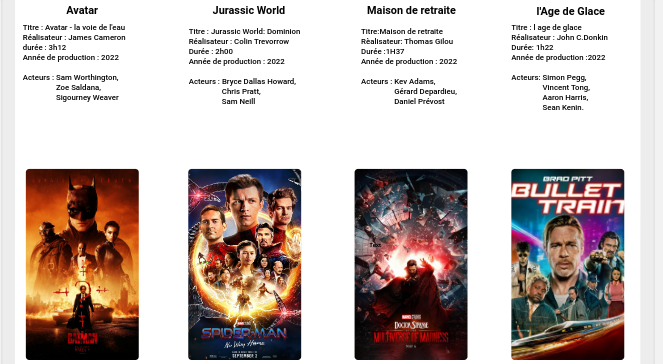 Avatar
Titre : Avatar - la voie de l'eau
Réalisateur : James Cameron
durée : 3h12
Année de production : 2022
Acteurs : Sam Worthington,
Zoe Saldana,
Sigourney Weaver
Jurassic World
Titre : Jurassic World: Dominion
Réalisateur : Colin Trevorrow
Durée : 2h00
Année de production : 2022
Acteurs : Bryce Dallas Howard,
Chris Pratt,
Sam Neill
Maison de retraite
Titre:Maison de retraite
Rèalisateur: Thomas Gilou
Durée :1H37
Année de production : 2022
Acteurs : Kev Adams,
Gérard Depardieu,
Daniel Prévost
l'Age de Glace
Titre : l age de glace
Réalisateur : John C.Donkin
Durée: 1h22
Année de production :2022
Acteurs: Simon Pegg,
Vincent Tong,
Aaron Harris,
Sean Kenin.
BATMAN
SPIDER-MAN
No Way Home
SEPTEMBER 2
MARVEL STUDIOS
DOCTOR STRANGE
MULTIVERSE OF MADNESS
BRAD PITT
BULLET
TRAIN